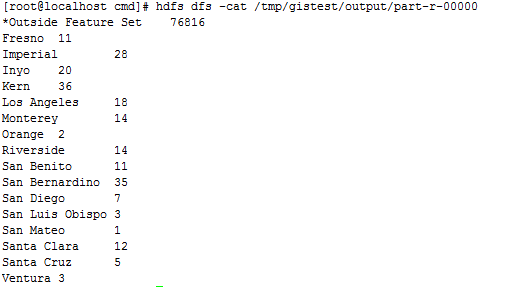 [root@localhost cmd]# hdfs dfs -cat /tmp/gistest/output/part-r-00000
*Outside Feature Set    76816
Fresno  11
Imperial        28
Inyo    20
Kern    36
Los Angeles     18
Monterey        14
Orange  2
Riverside       14
San Benito      11
San Bernardino  35
San Diego       7
San Luis Obispo 3
San Mateo       1
Santa Clara     12
Santa Cruz      5
Ventura 3